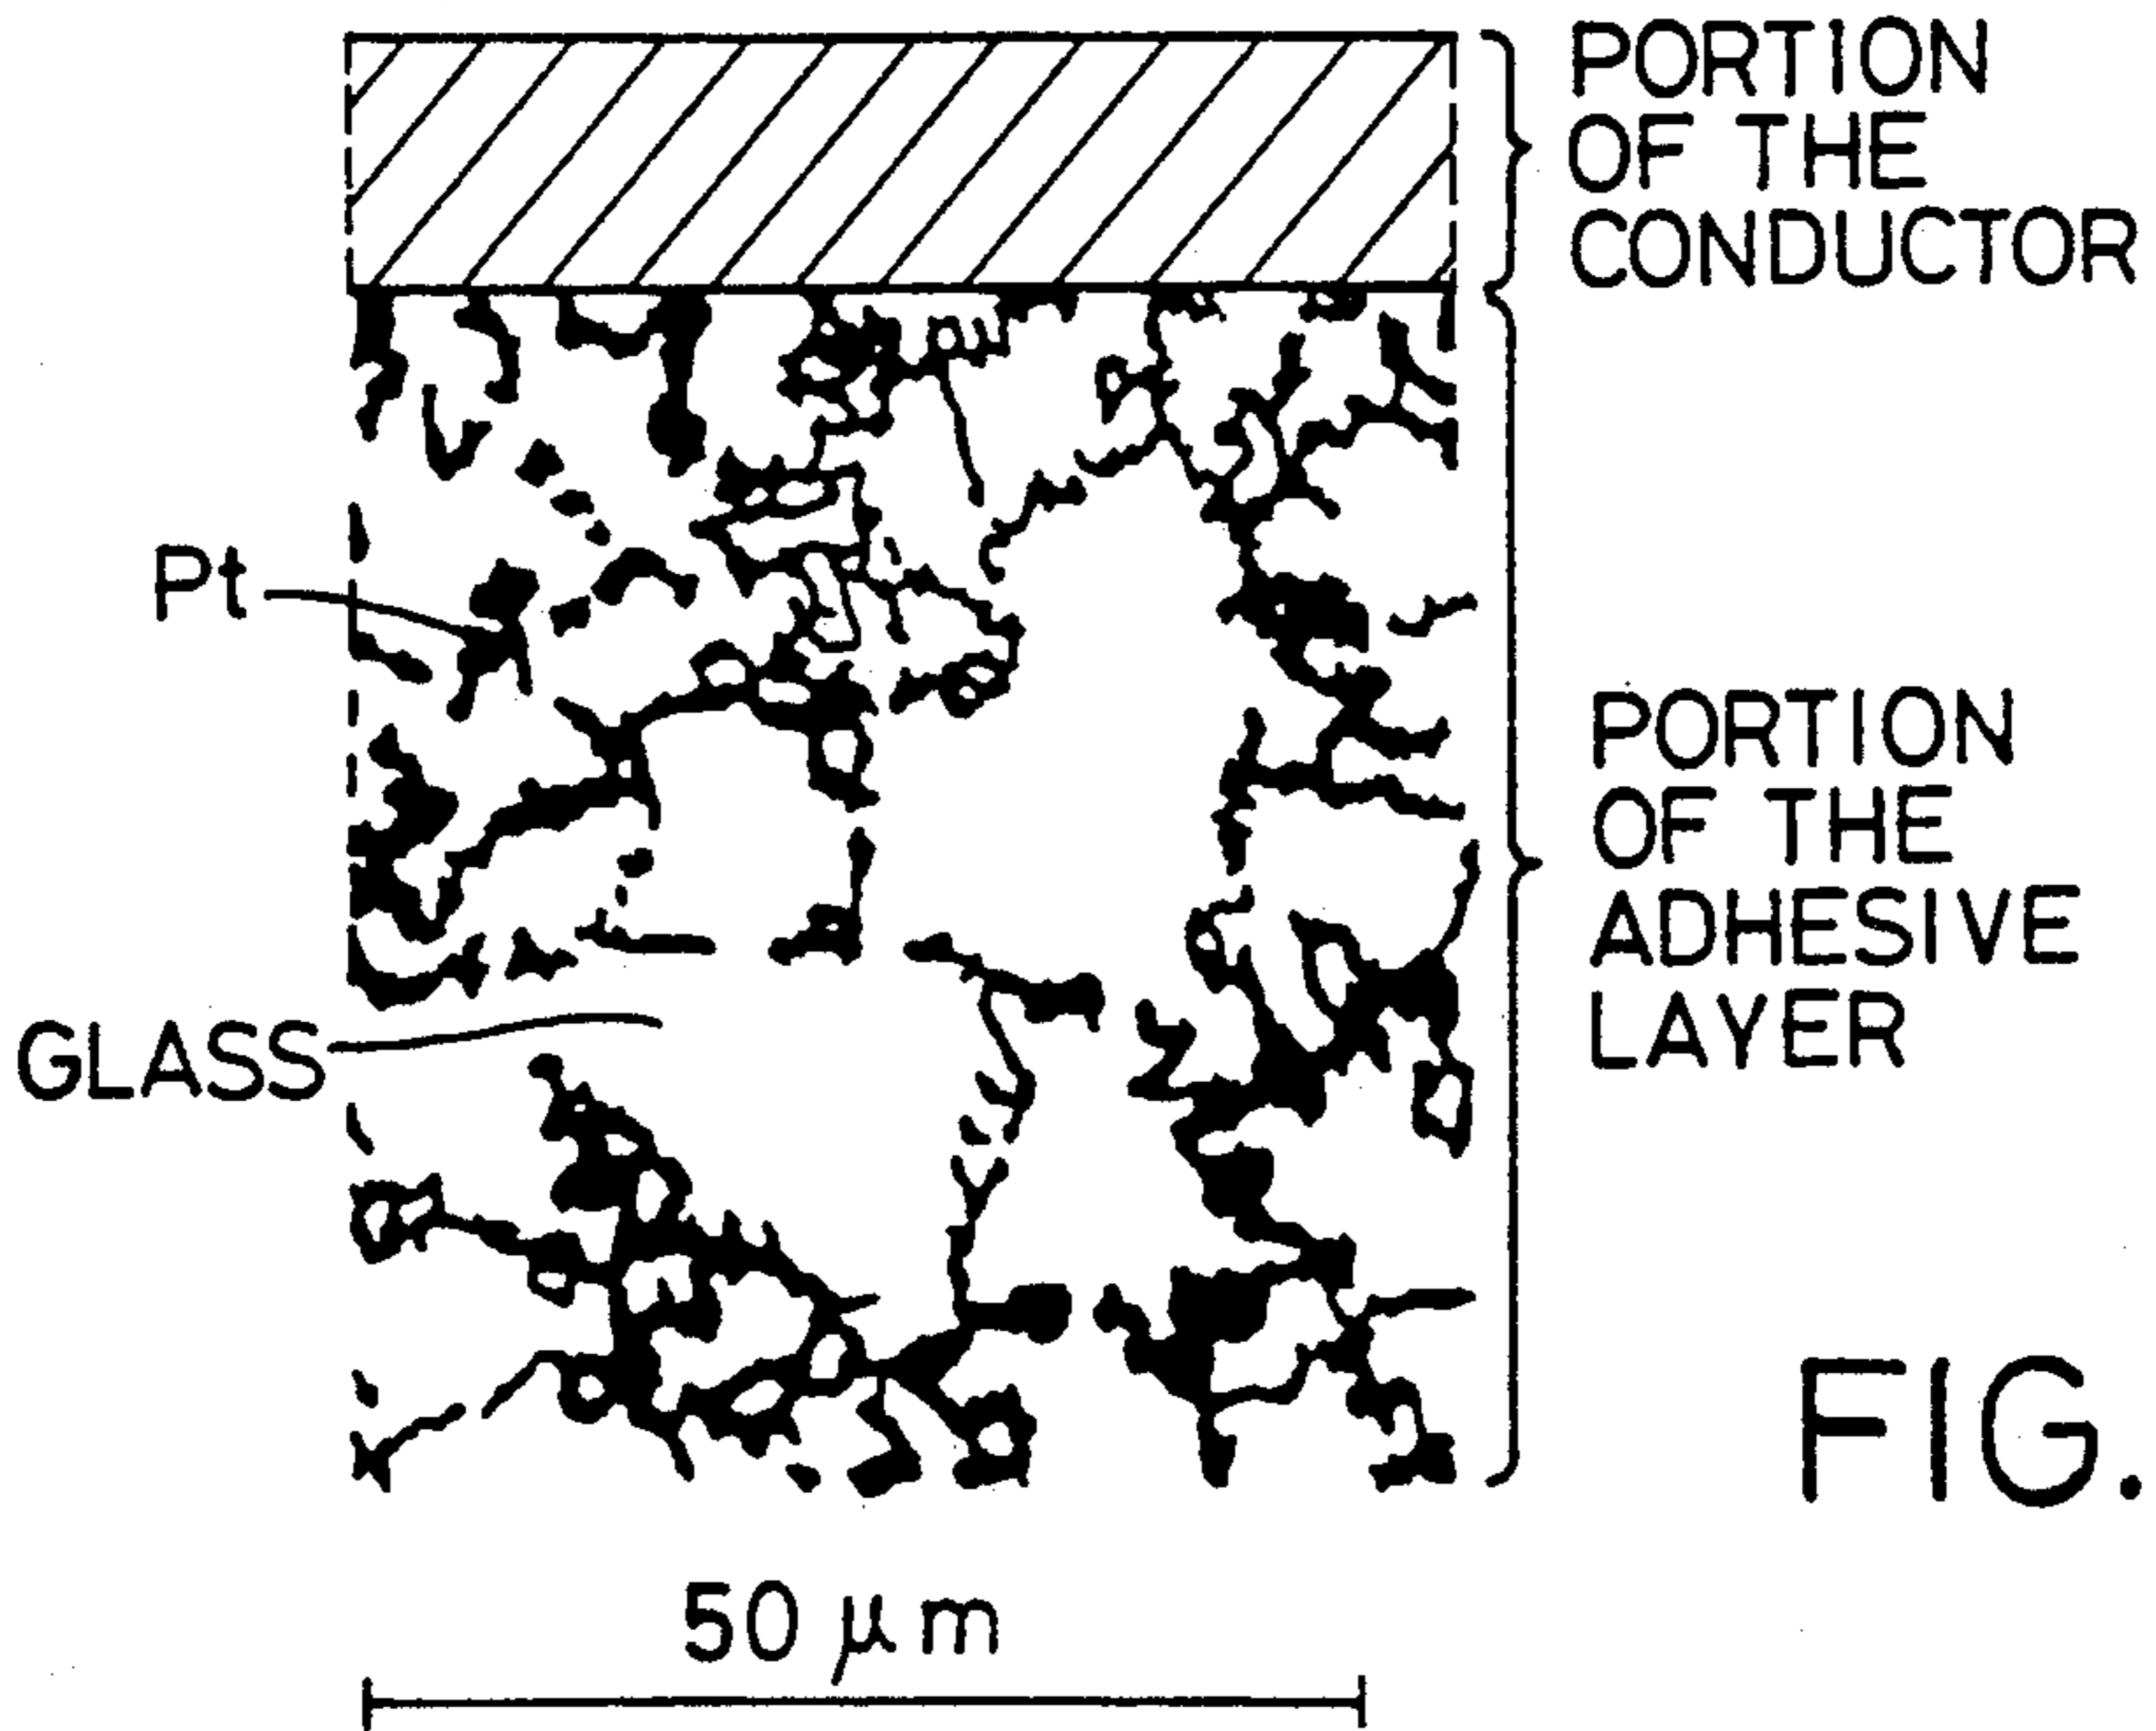 PORTION
OF THE
CONDUCTOR
Pt
PORTION
OF THE
ADHESIVE
LAYER
GLASS
FIG.
50 μm